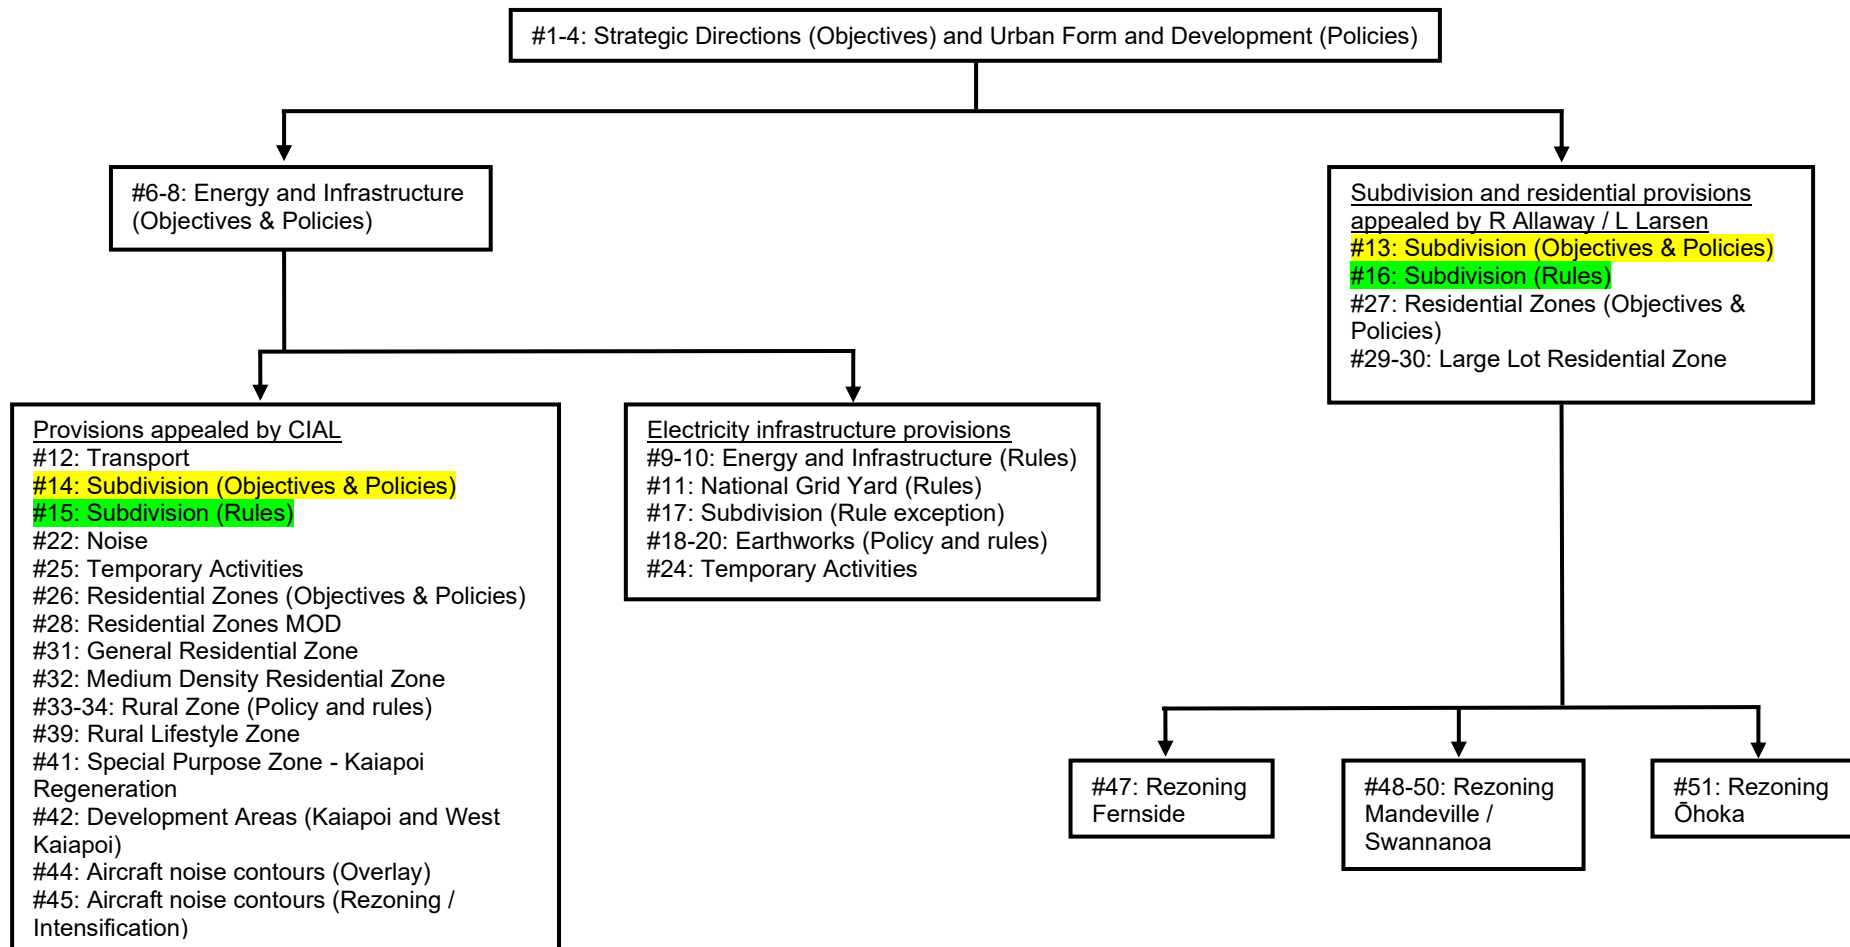 #1-4: Strategic Directions (Objectives) and Urban Form and Development (Policies)
#6-8: Energy and Infrastructure
(Objectives & Policies)
Subdivision and residential provisions
appealed by R Allaway / L Larsen
#13: Subdivision (Objectives & Policies)
#16: Subdivision (Rules)
#27: Residential Zones (Objectives &
Policies)
#29-30: Large Lot Residential Zone
Provisions appealed by CIAL
#12: Transport
#14: Subdivision (Objectives & Policies)
#15: Subdivision (Rules)
#22: Noise
#25: Temporary Activities
#26: Residential Zones (Objectives & Policies)
#28: Residential Zones MOD
#31: General Residential Zone
#32: Medium Density Residential Zone
#33-34: Rural Zone (Policy and rules)
#39: Rural Lifestyle Zone
#41: Special Purpose Zone - Kaiapoi
Regeneration
#42: Development Areas (Kaiapoi and West
Kaiapoi)
#44: Aircraft noise contours (Overlay)
#45: Aircraft noise contours (Rezoning /
Intensification)
Electricity infrastructure provisions
#9-10: Energy and Infrastructure (Rules)
#11: National Grid Yard (Rules)
#17: Subdivision (Rule exception)
#18-20: Earthworks (Policy and rules)
#24: Temporary Activities
#47: Rezoning
Fernside
#48-50: Rezoning
Mandeville /
Swannanoa
#51: Rezoning
Ōhoka